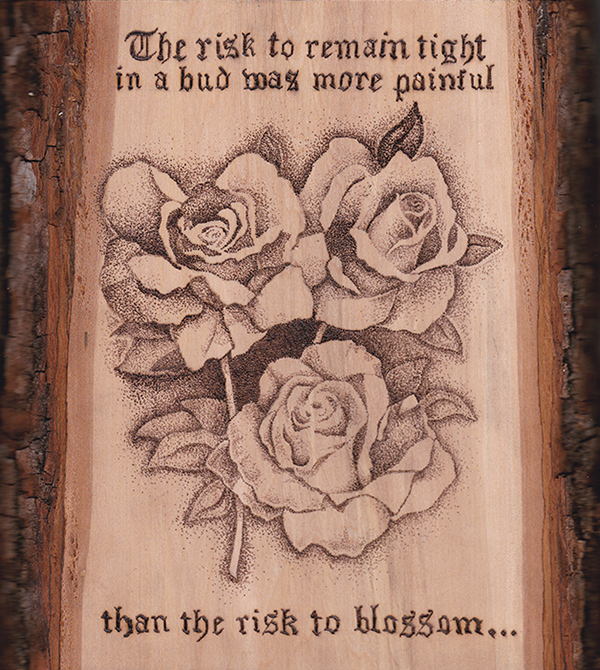 The risk to remain tight
in a bud was more painful
than the risk to blossom...